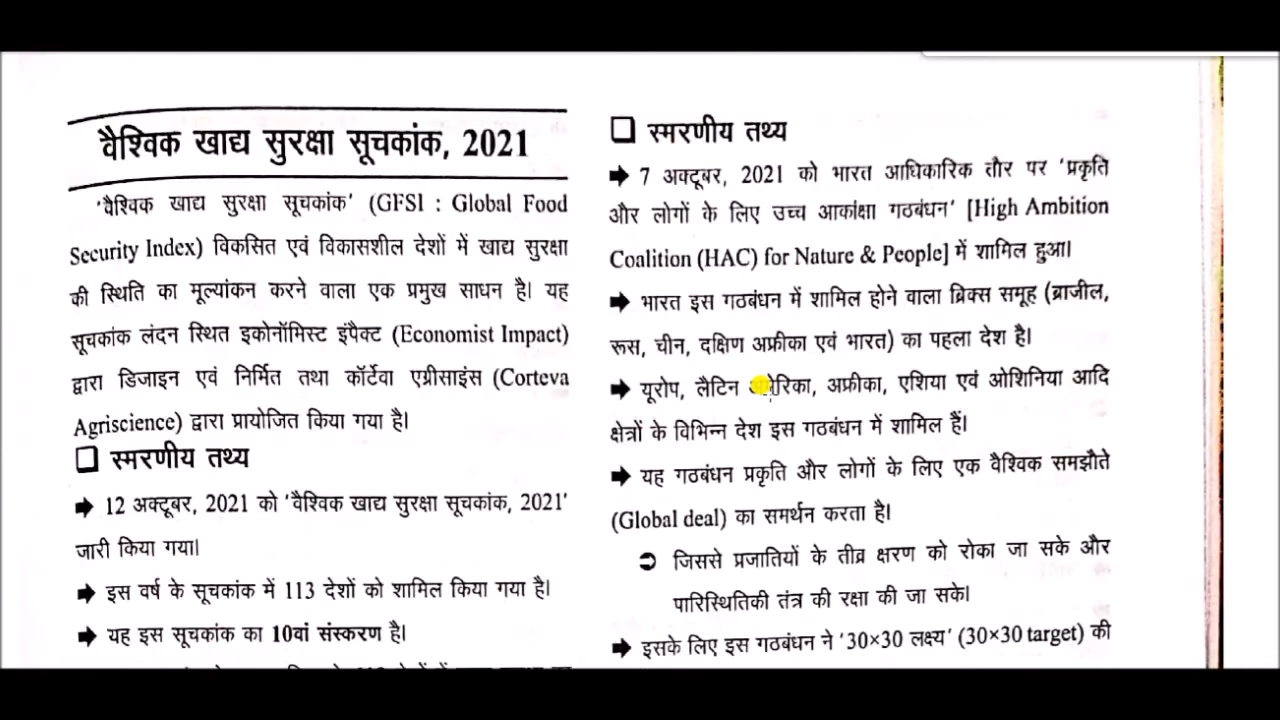 वैश्विक खाद्य सुरक्षा सूचकांक, 2021
'वैश्विक खाद्य सुरक्षा सूचकांक' (GFSI : Global Food
Security Index) विकसित एवं विकासशील देशों में खाद्य सुरक्षा
की स्थिति का मूल्यांकन करने वाला एक प्रमुख साधन है। यह
सूचकांक लंदन स्थित इकोनॉमिस्ट इंपैक्ट (Economist Impact)
द्वारा डिजाइन एवं निर्मित तथा कॉर्टेवा एग्रीसाइंस (Corteva
Agriscience) द्वारा प्रायोजित किया गया है।
❑ स्मरणीय तथ्य
➡ 12 अक्टूबर, 2021 को 'वैश्विक खाद्य सुरक्षा सूचकांक, 2021'
जारी किया गया।
➡ इस वर्ष के सूचकांक में 113 देशों को शामिल किया गया है।
➡ यह इस सूचकांक का 10वां संस्करण है।
❑ स्मरणीय तथ्य
➡ 7 अक्टूबर, 2021 को भारत आधिकारिक तौर पर 'प्रकृति
और लोगों के लिए उच्च आकांक्षा गठबंधन' [High Ambition
Coalition (HAC) for Nature & People] में शामिल हुआ।
➡ भारत इस गठबंधन में शामिल होने वाला ब्रिक्स समूह (ब्राजील,
रूस, चीन, दक्षिण अफ्रीका एवं भारत) का पहला देश है।
➡ यूरोप, लैटिन अमेरिका, अफ्रीका, एशिया एवं ओशिनिया आदि
क्षेत्रों के विभिन्न देश इस गठबंधन में शामिल हैं।
➡ यह गठबंधन प्रकृति और लोगों के लिए एक वैश्विक समझौते
(Global deal) का समर्थन करता है।
➲ जिससे प्रजातियों के तीव्र क्षरण को रोका जा सके और
पारिस्थितिकी तंत्र की रक्षा की जा सके।
➡ इसके लिए इस गठबंधन ने '30×30 लक्ष्य' (30×30 target) की